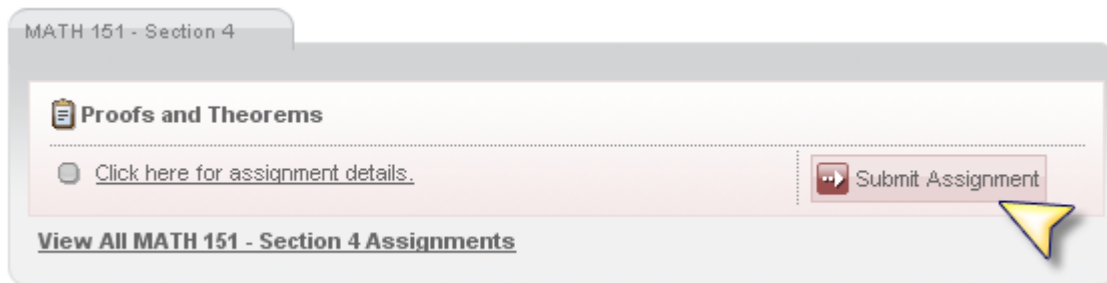 MATH 151 - Section 4
Proofs and Theorems
Click here for assignment details.
Submit Assignment
View All MATH 151 - Section 4 Assignments